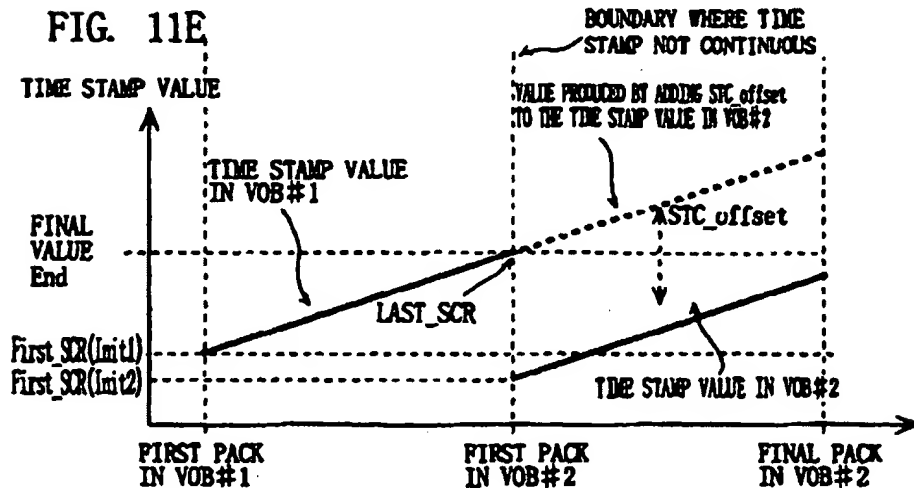 FIG. 11E
BOUNDARY WHERE TIME
STAMP NOT CONTINUOUS
TIME STAMP VALUE
VALUE PRODUCED BY ADDING STC_offset
TO THE TIME STAMP VALUE IN VOB#2
TIME STAMP VALUE
IN VOB#1
STC_offset
FINAL
VALUE
End
LAST_SCR
First_SCR(Init1)
First_SCR(Init2)
TIME STAMP VALUE IN VOB#2
FIRST PACK
IN VOB#1
FIRST PACK
IN VOB#2
FINAL PACK
IN VOB#2